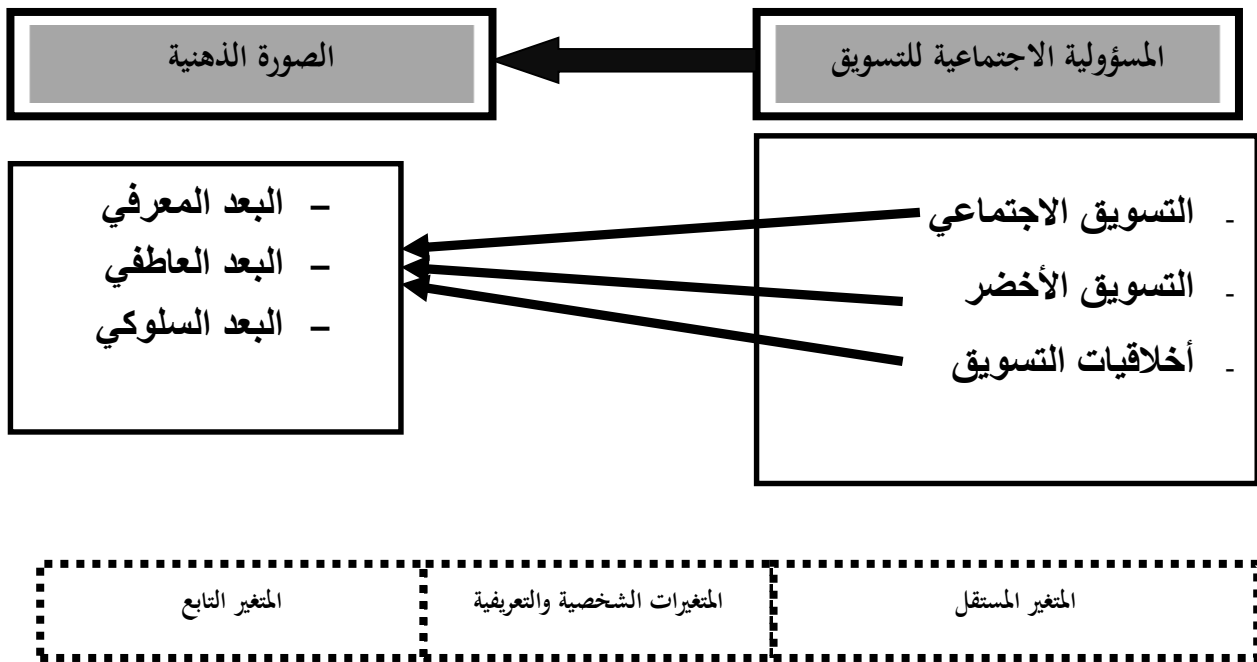 المسؤولية الاجتماعية للتسويق
الصورة الذهنية
- التسويق الاجتماعي
- التسويق الأخضر
- أخلاقيات التسويق
- البعد المعرفي
- البعد العاطفي
- البعد السلوكي
المتغير المستقل
المتغيرات الشخصية والتعريفية
المتغير التابع